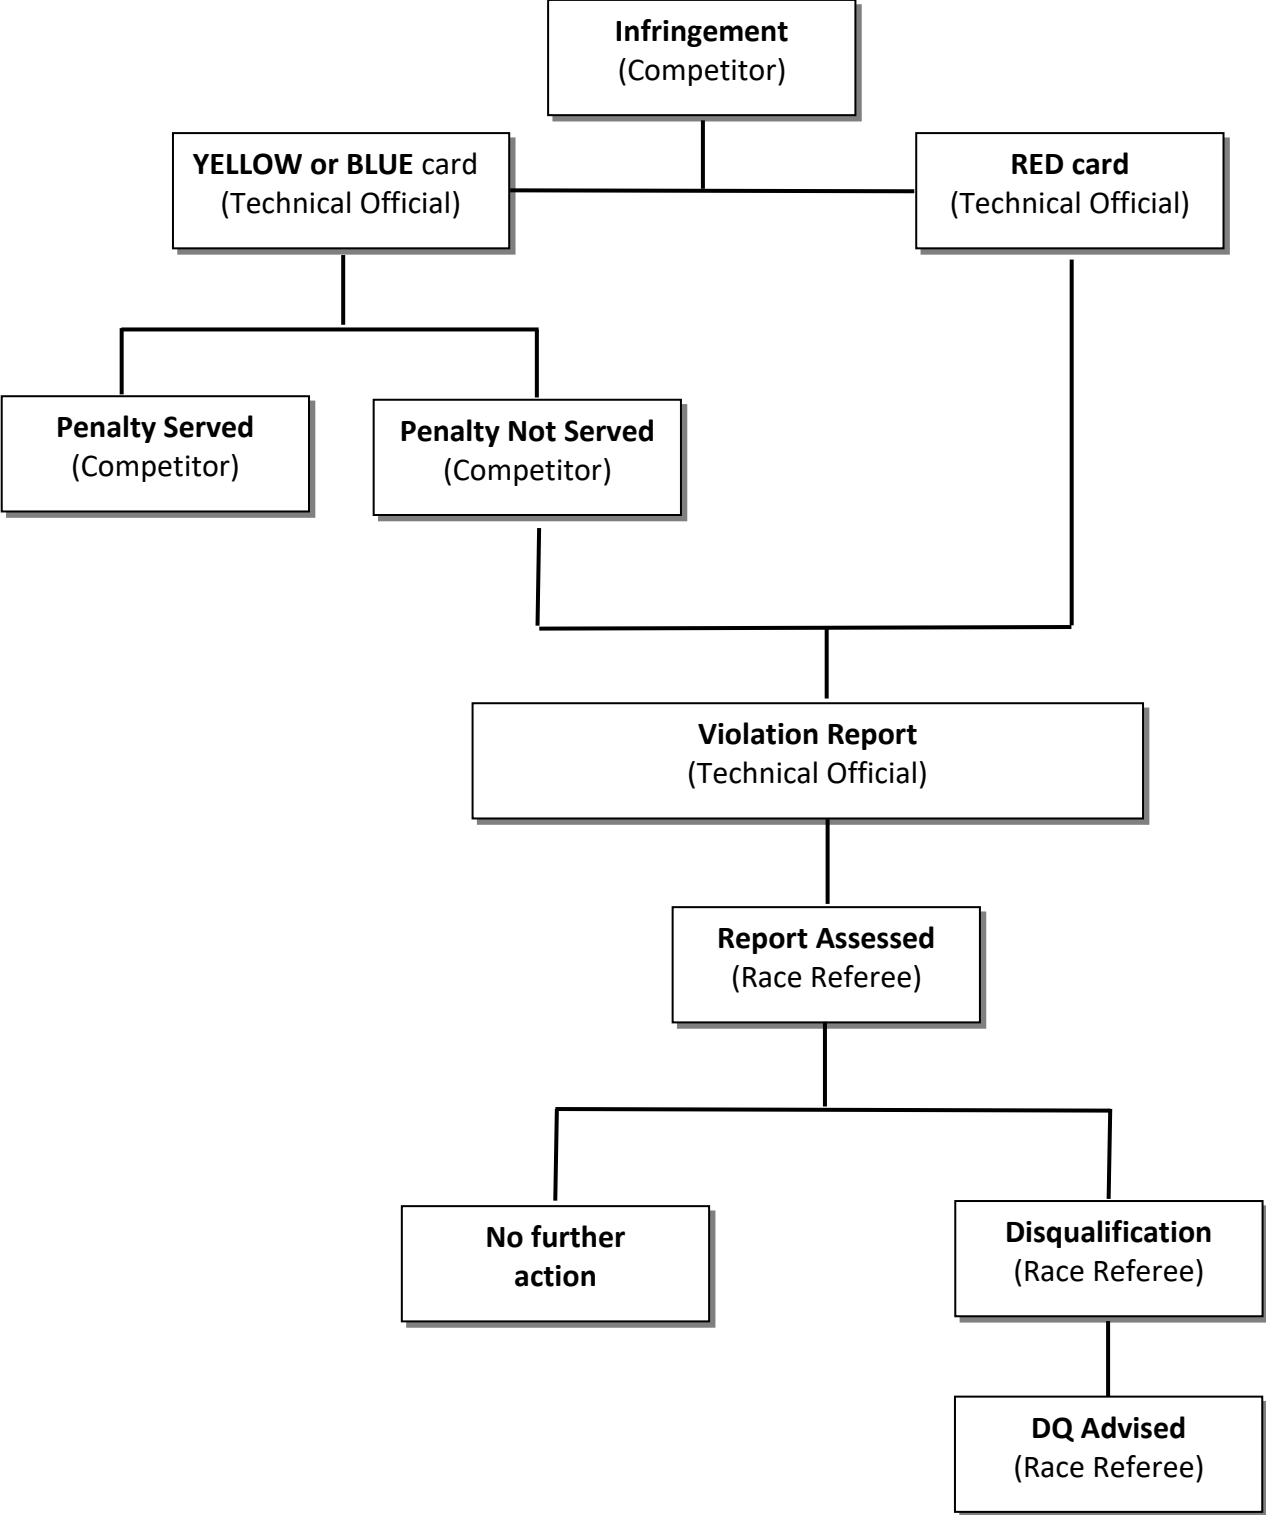 Infringement
(Competitor)
YELLOW or BLUE card
(Technical Official)
RED card
(Technical Official)
Penalty Served
(Competitor)
Penalty Not Served
(Competitor)
Violation Report
(Technical Official)
Report Assessed
(Race Referee)
No further
action
Disqualification
(Race Referee)
DQ Advised
(Race Referee)